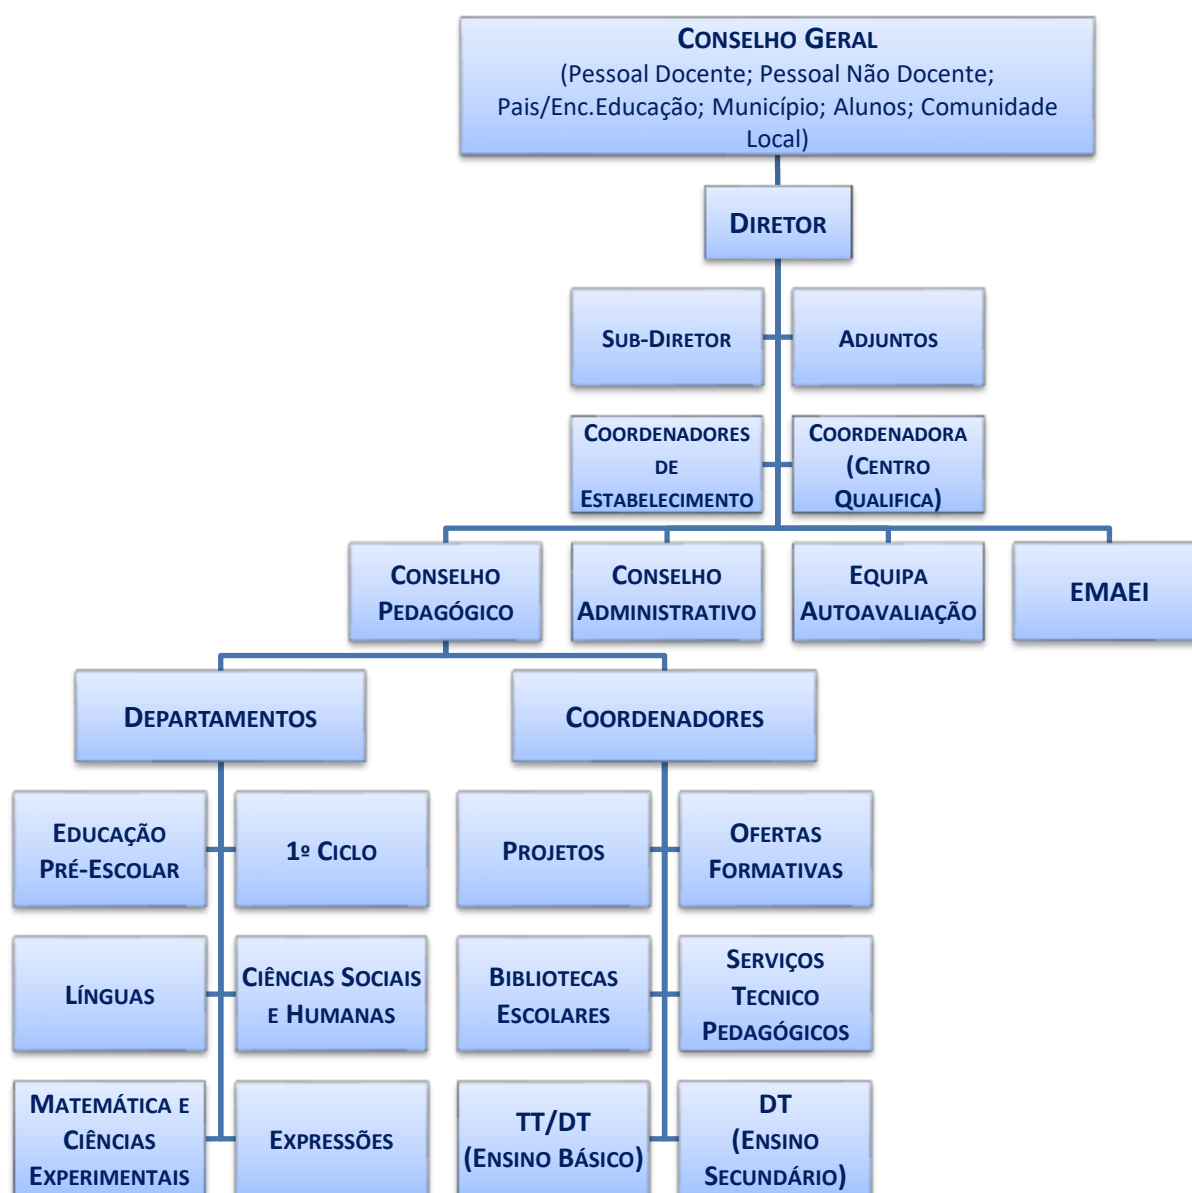 CONSELHO GERAL
(Pessoal Docente; Pessoal Não Docente;
Pais/Enc.Educação; Município; Alunos; Comunidade
Local)
DIRETOR
SUB-DIRETOR
ADJUNTOS
COORDENADORES
DE
ESTABELECIMENTO
COORDENADORA
(CENTRO
QUALIFICA)
CONSELHO
PEDAGÓGICO
CONSELHO
ADMINISTRATIVO
EQUIPA
AUTOAVALIAÇÃO
EMAEI
DEPARTAMENTOS
COORDENADORES
EDUCAÇÃO
PRÉ-ESCOLAR
1º CICLO
PROJETOS
OFERTAS
FORMATIVAS
LÍNGUAS
CIÊNCIAS SOCIAIS
E HUMANAS
BIBLIOTECAS
ESCOLARES
SERVIÇOS
TECNICO
PEDAGÓGICOS
MATEMÁTICA E
CIÊNCIAS
EXPERIMENTAIS
EXPRESSÕES
TT/DT
(ENSINO BÁSICO)
DT
(ENSINO
SECUNDÁRIO)